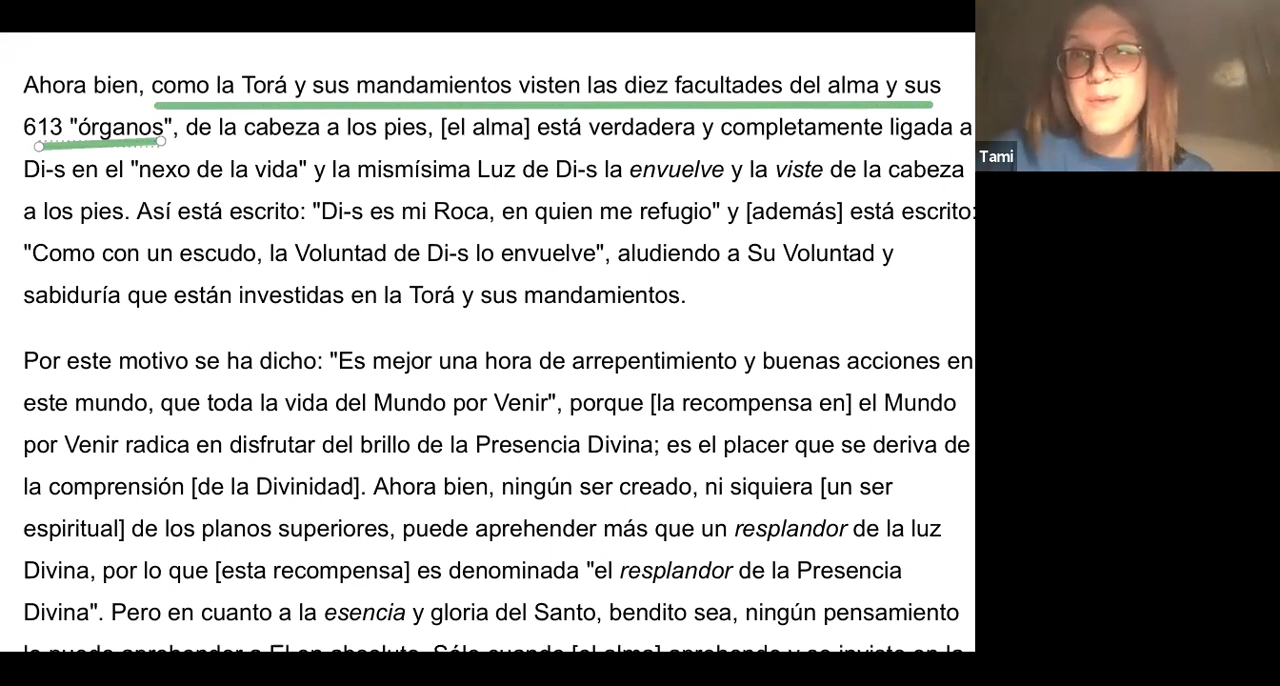 Ahora bien, como la Torá y sus mandamientos visten las diez facultades del alma y sus
613 "órganos", de la cabeza a los pies, [el alma] está verdadera y completamente ligada a
Di-s en el "nexo de la vida" y la mismísima Luz de Di-s la envuelve y la viste de la cabeza
a los pies. Así está escrito: "Di-s es mi Roca, en quien me refugio" y [además] está escrito:
"Como con un escudo, la Voluntad de Di-s lo envuelve", aludiendo a Su Voluntad y
sabiduría que están investidas en la Torá y sus mandamientos.
Por este motivo se ha dicho: "Es mejor una hora de arrepentimiento y buenas acciones en
este mundo, que toda la vida del Mundo por Venir", porque [la recompensa en] el Mundo
por Venir radica en disfrutar del brillo de la Presencia Divina; es el placer que se deriva de
la comprensión [de la Divinidad]. Ahora bien, ningún ser creado, ni siquiera [un ser
espiritual] de los planos superiores, puede aprehender más que un resplandor de la luz
Divina, por lo que [esta recompensa] es denominada "el resplandor de la Presencia
Divina". Pero en cuanto a la esencia y gloria del Santo, bendito sea, ningún pensamiento
Tami